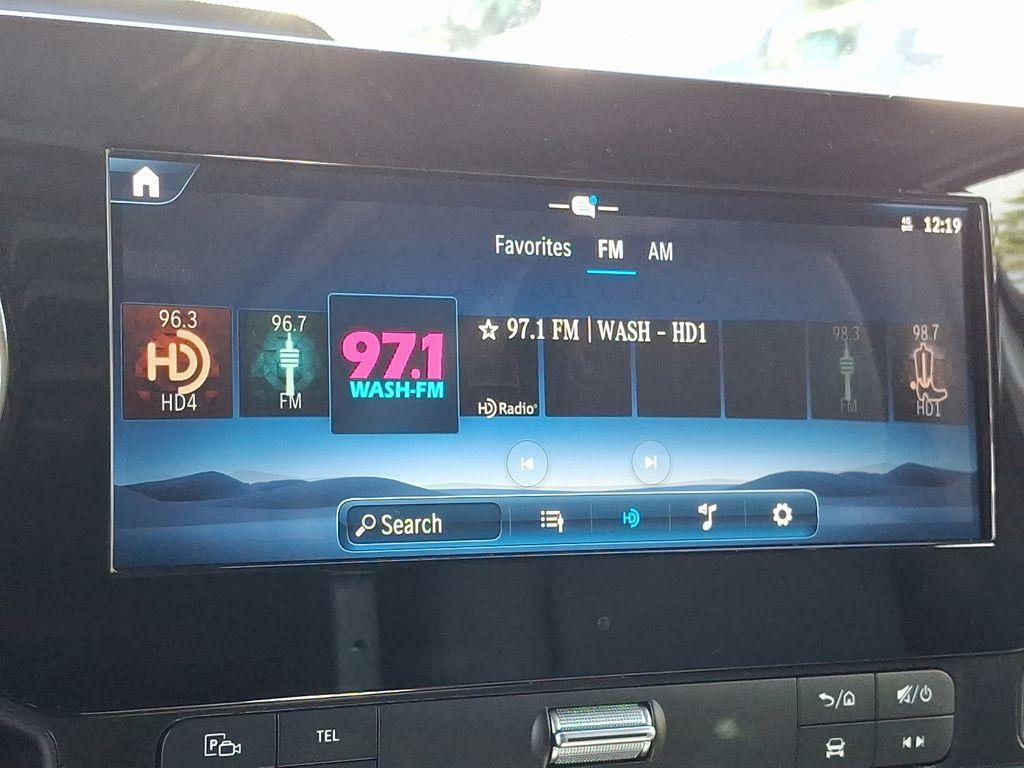 4G 12:19
Favorites FM AM
96.3
HD
HD4
96.7
FM
97.1
WASH-FM
97.1 FM | WASH - HD1
HD Radio
98.3
FM
98.7
HD1
Search
HD
P
TEL